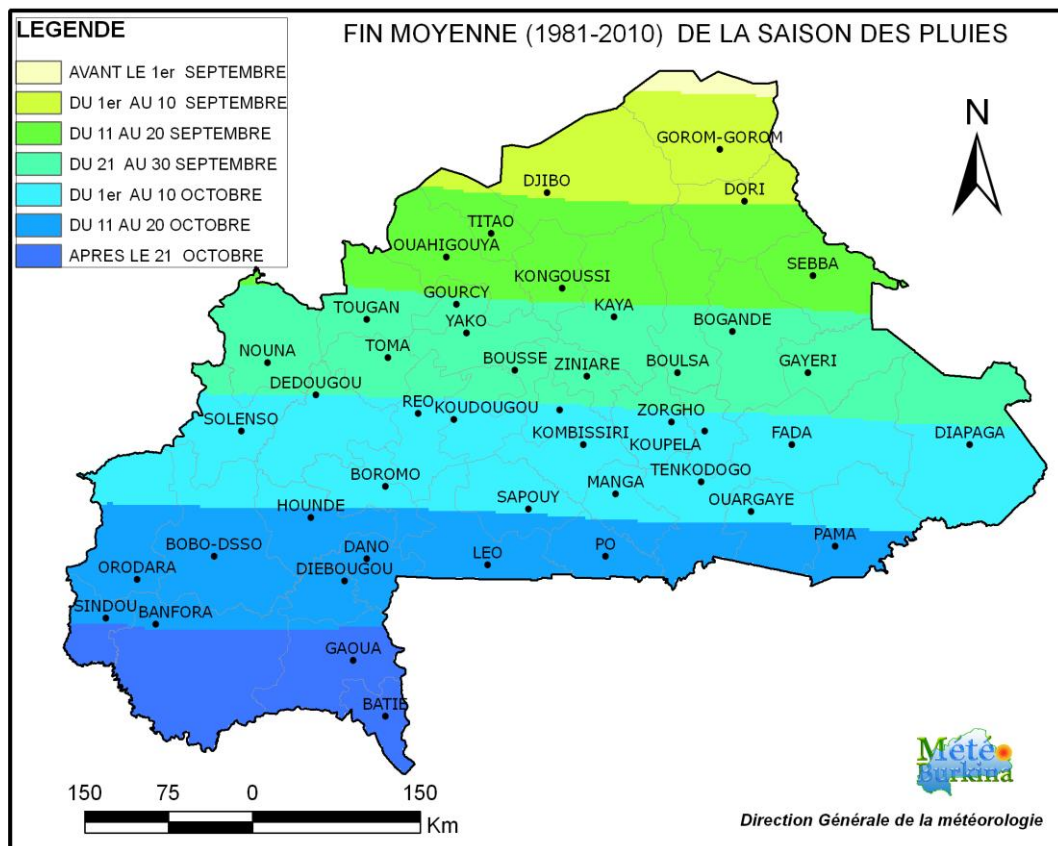 LEGENDE
FIN MOYENNE (1981-2010) DE LA SAISON DES PLUIES
AVANT LE 1er SEPTEMBRE
DU 1er AU 10 SEPTEMBRE
DU 11 AU 20 SEPTEMBRE
DU 21 AU 30 SEPTEMBRE
DU 1er AU 10 OCTOBRE
DU 11 AU 20 OCTOBRE
APRES LE 21 OCTOBRE
N
GOROM-GOROM
DJIBO
DORI
TITAO
OUAHIGOUYA
KONGOUSSI
SEBBA
GOURCY
TOUGAN
KAYA
YAKO
BOGANDE
NOUNA
TOMA
BOUSSE
ZINIARE
BOULSA
GAYERI
DEDOUGOU
REO
KOUDOUGOU
ZORGHO
SOLENSO
KOMBISSIRI
KOUPELA
FADA
DIAPAGA
BOROMO
MANGA
TENKODOGO
HOUNDE
SAPOUY
OUARGAYE
BOBO-DSSO
DANO
LEO
PO
PAMA
ORODARA
DIEBOUGOU
SINDOU
BANFORA
GAOUA
BATIE
150 75 0 150
Km
Météo
Burkina
Direction Générale de la météorologie